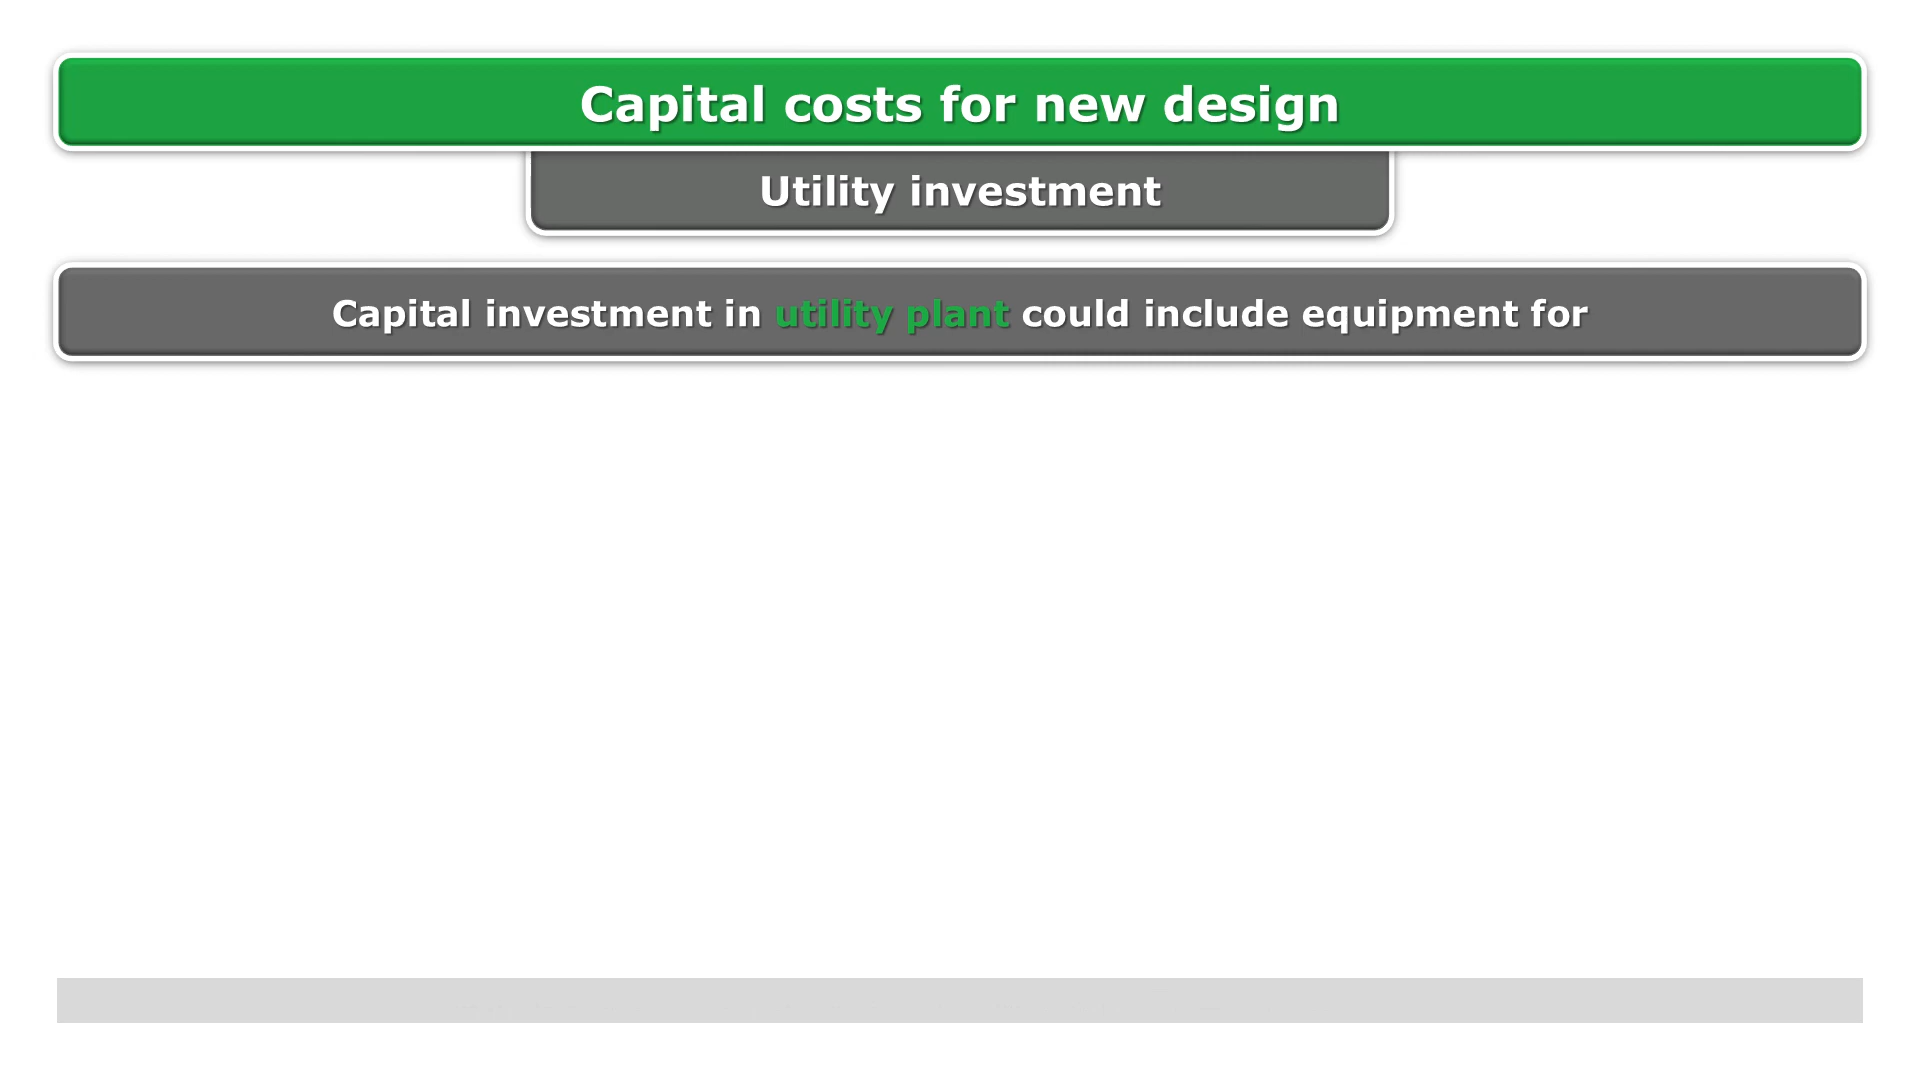 Capital costs for new design
Utility investment
Capital investment in utility plant could include equipment for